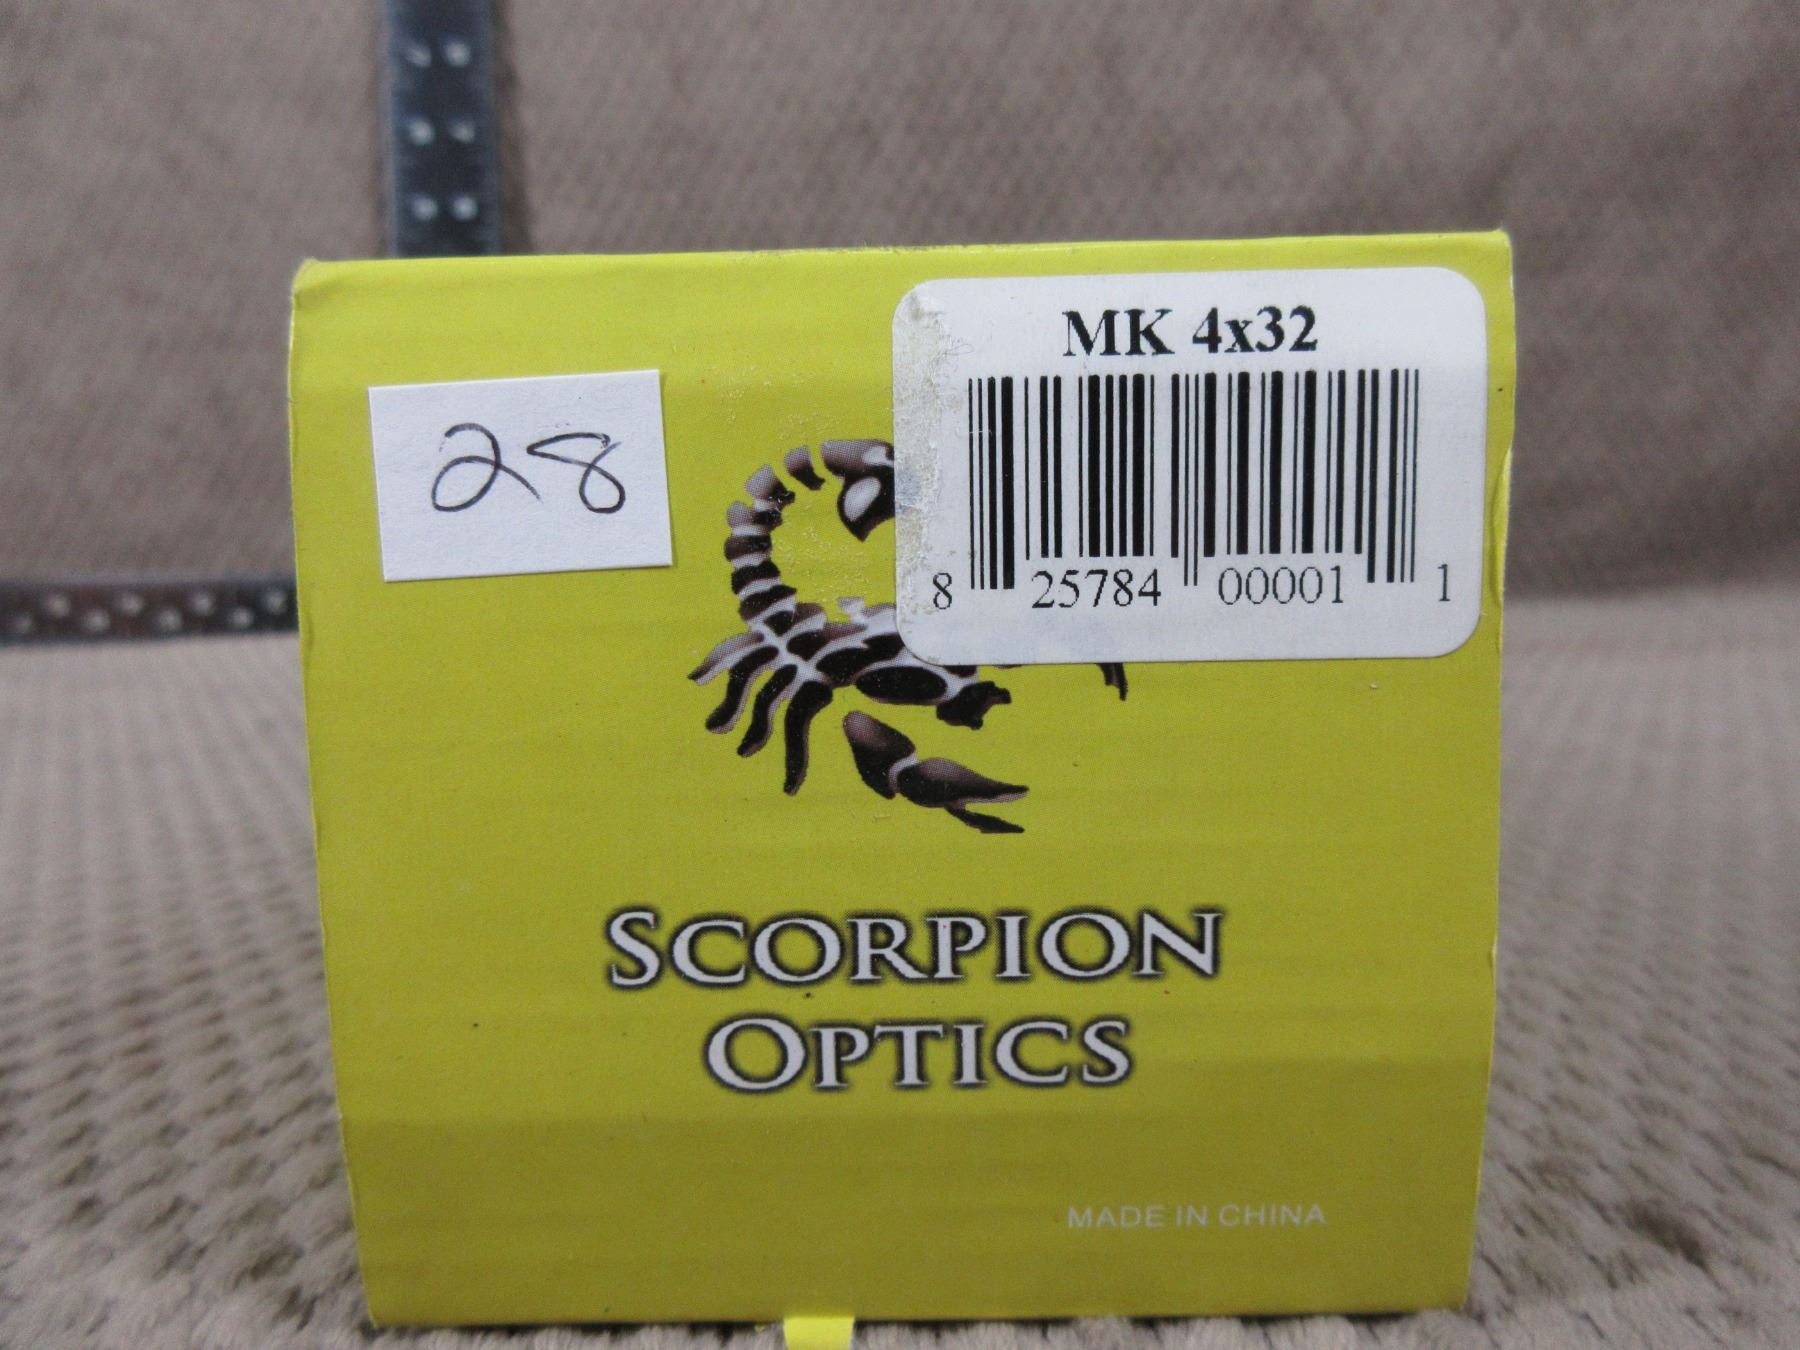 MK 4x32
28
8 25784 00001 1
SCORPION
OPTICS
MADE IN CHINA